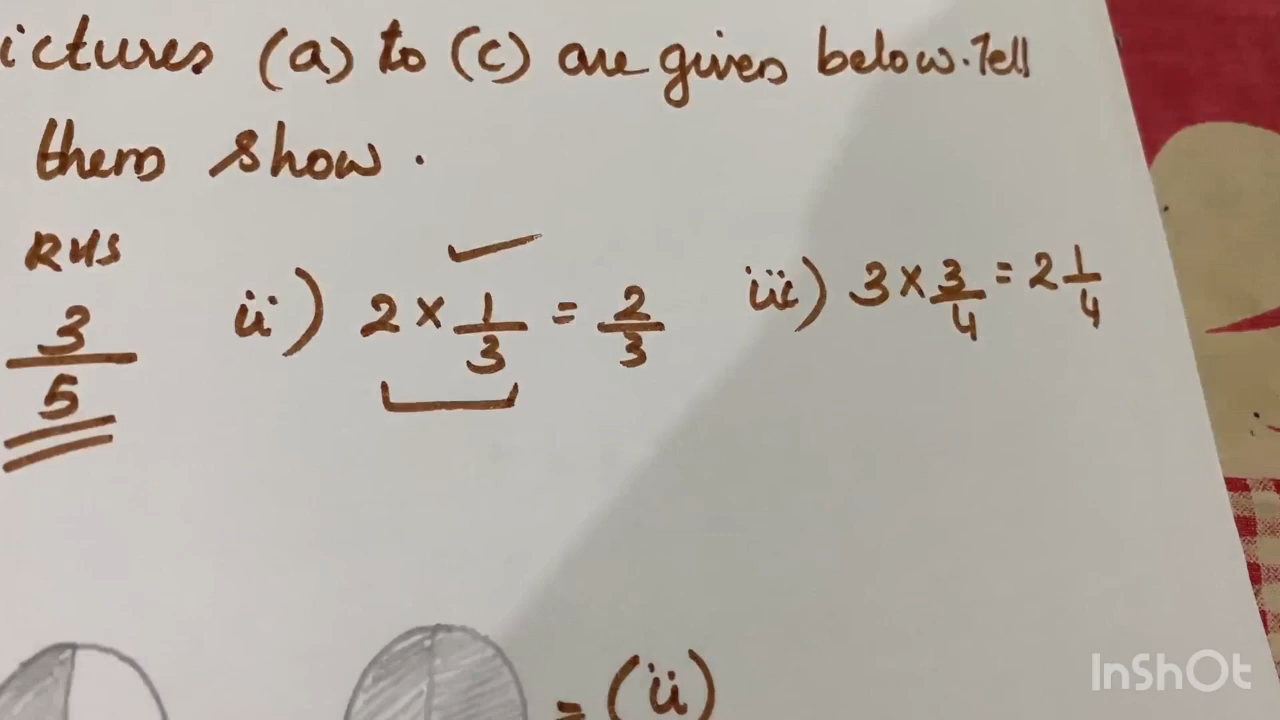 ictures (a) to (c) are given below. Tell
them show.
RHS
3/5
ii) 2 × 1/3 = 2/3
iii) 3 × 3/4 = 2 1/4
= (ii)
InShOt